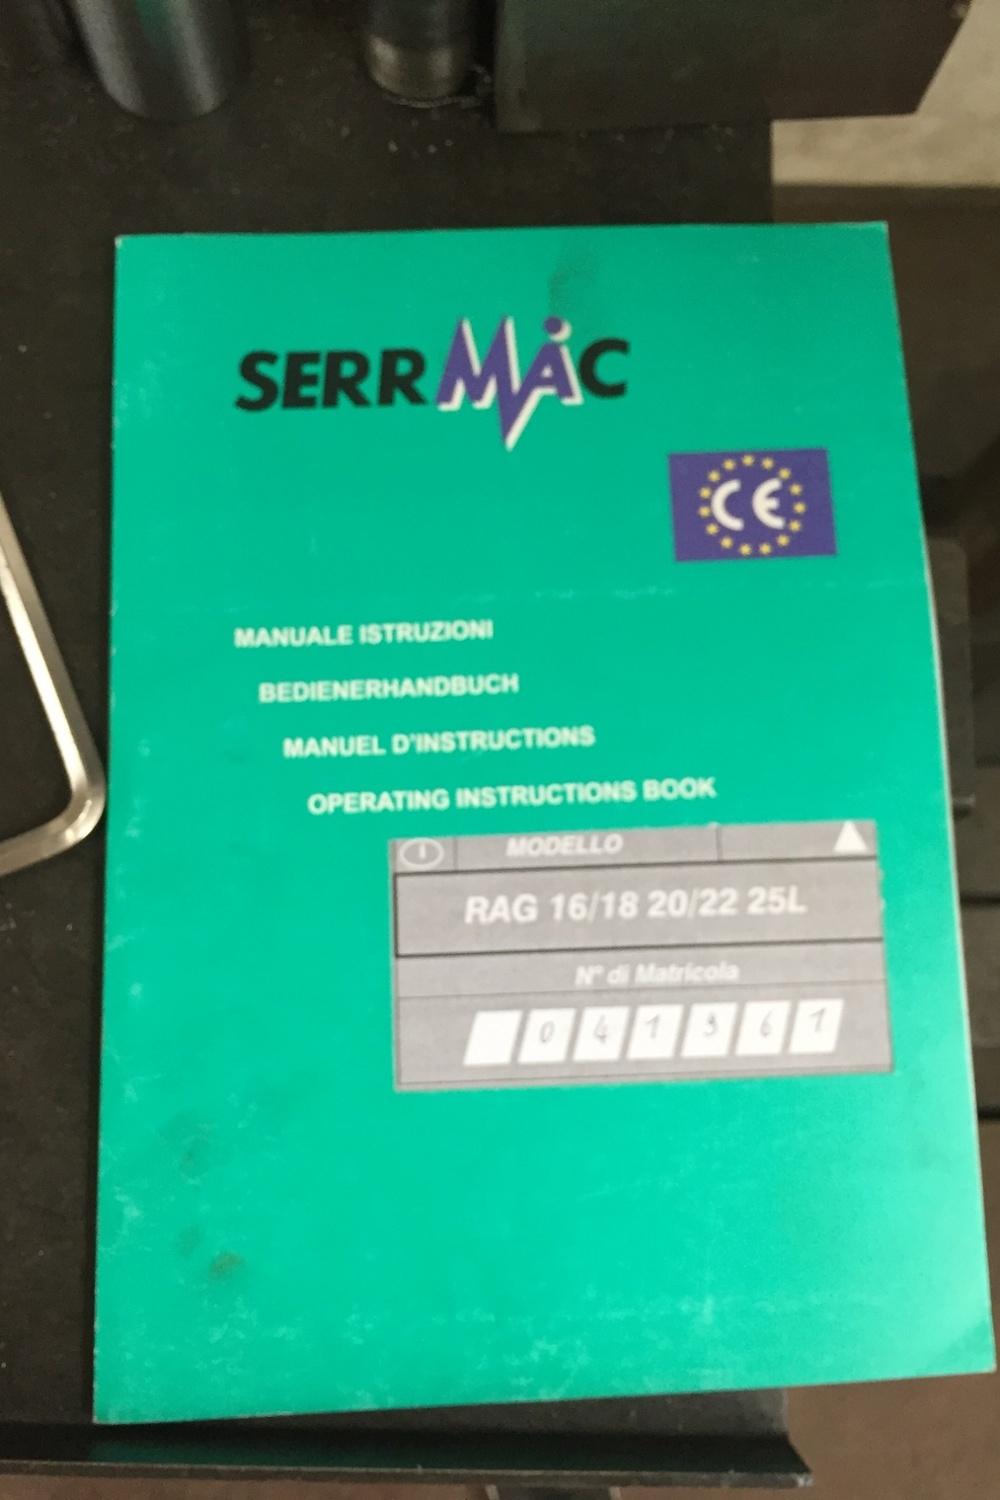 SERRMAC
CE
MANUALE ISTRUZIONI
BEDIENERHANDBUCH
MANUEL D'INSTRUCTIONS
OPERATING INSTRUCTIONS BOOK
MODELLO
RAG 16/18 20/22 25L
N° di Matricola
041361